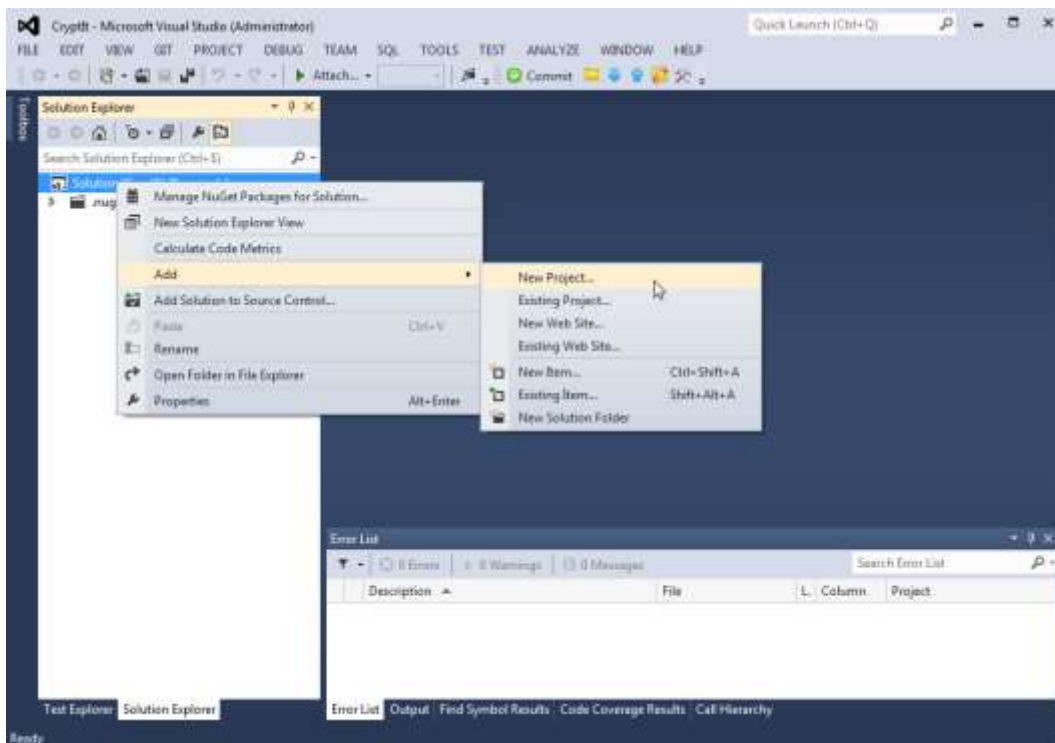 CryptIt - Microsoft Visual Studio (Administrator)
Quick Launch (Ctrl+Q)
FILE EDIT VIEW GIT PROJECT DEBUG TEAM SQL TOOLS TEST ANALYZE WINDOW HELP
Attach...
Commit
Toolbox
Solution Explorer
Search Solution Explorer (Ctrl+$)
Solution
.nug
Manage NuGet Packages for Solution...
New Solution Explorer View
Calculate Code Metrics
Add
Add Solution to Source Control...
Paste Ctrl+V
Rename
Open Folder in File Explorer
Properties Alt+Enter
New Project...
Existing Project...
New Web Site...
Existing Web Site...
New Item... Ctrl+Shift+A
Existing Item... Shift+Alt+A
New Solution Folder
Error List
0 Errors 0 Warnings 0 Messages
Search Error List
Description File L. Column Project
Test Explorer Solution Explorer
Error List Output Find Symbol Results Code Coverage Results Call Hierarchy
Ready